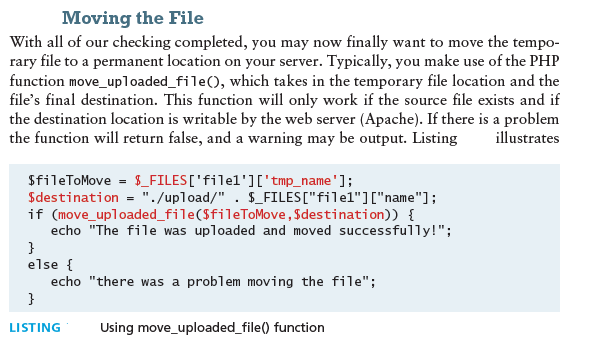 Moving the File
With all of our checking completed, you may now finally want to move the tempo-
rary file to a permanent location on your server. Typically, you make use of the PHP
function move_uploaded_file(), which takes in the temporary file location and the
file's final destination. This function will only work if the source file exists and if
the destination location is writable by the web server (Apache). If there is a problem
the function will return false, and a warning may be output. Listing illustrates
$fileToMove = $_FILES['file1']['tmp_name'];
$destination = "./upload/" . $_FILES["file1"]["name"];
if (move_uploaded_file($fileToMove,$destination)) {
echo "The file was uploaded and moved successfully!";
}
else {
echo "there was a problem moving the file";
}
LISTING Using move_uploaded_file() function